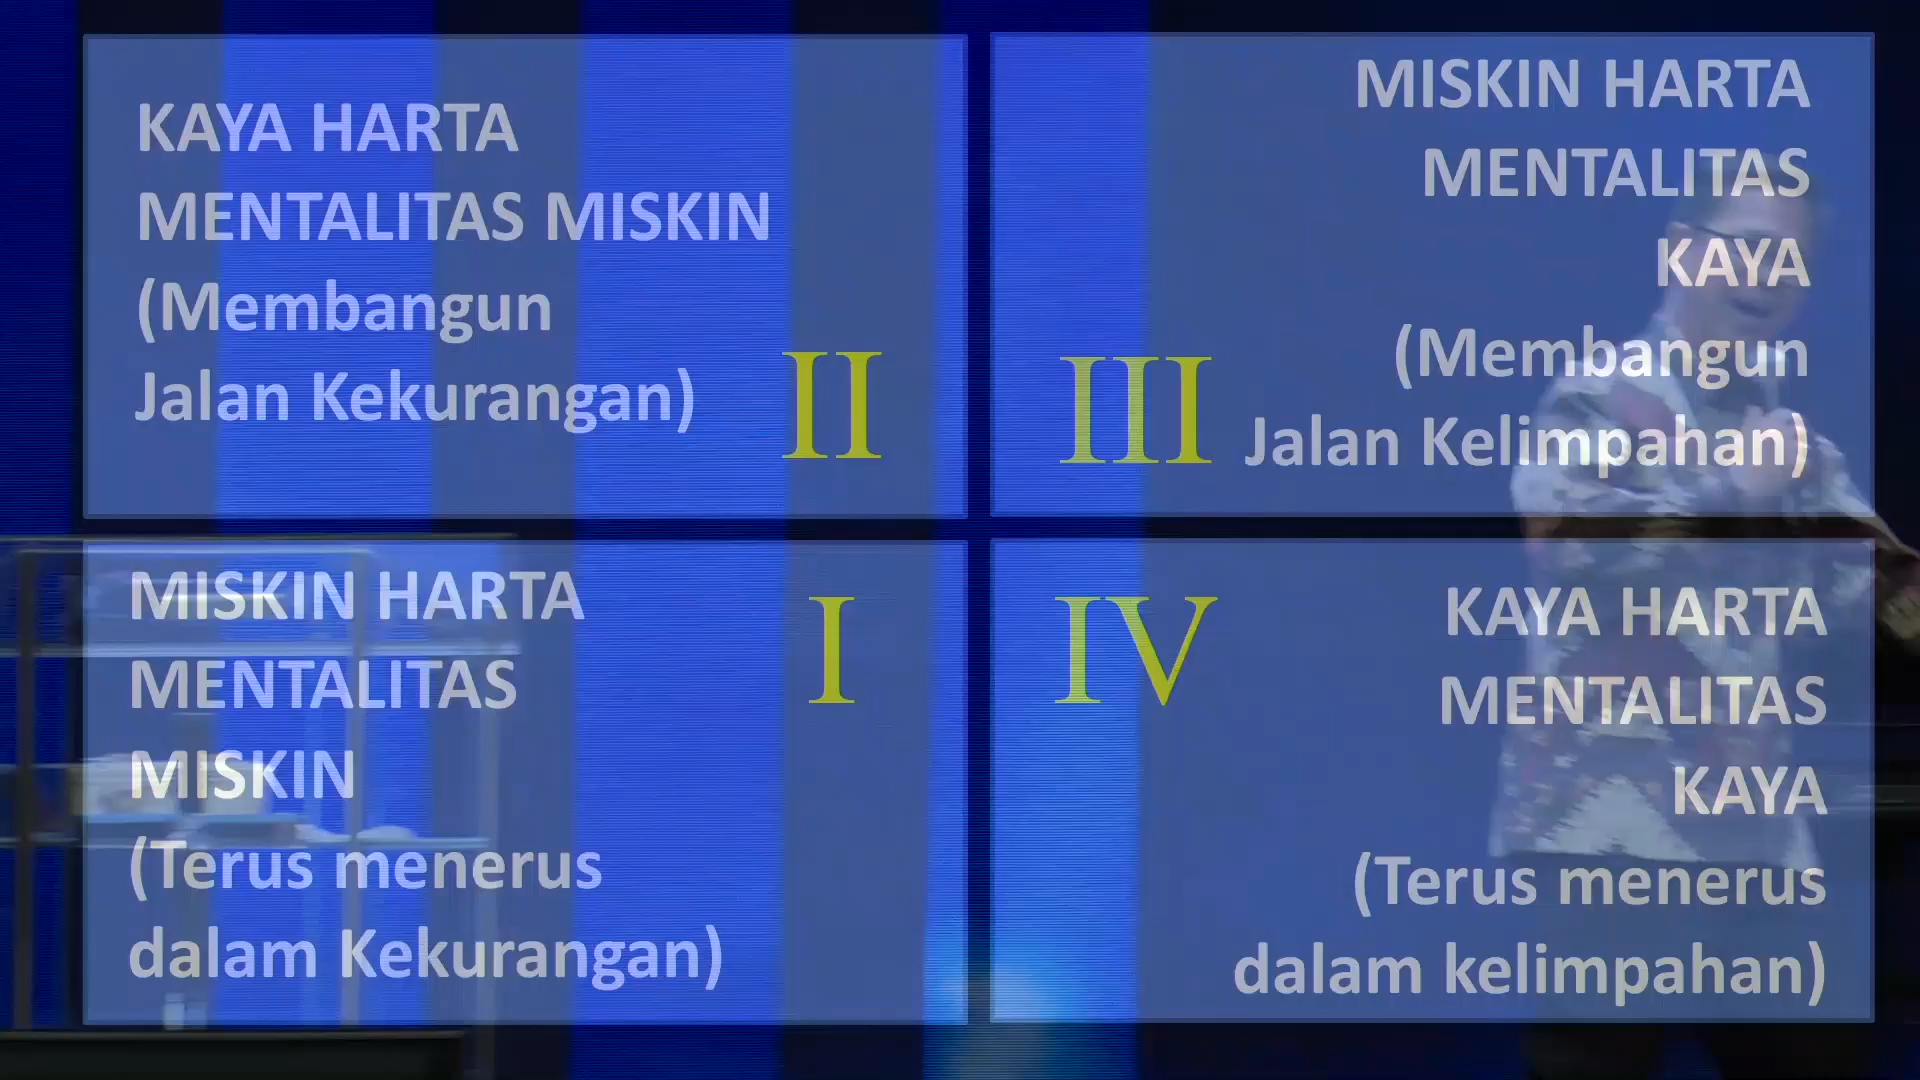 KAYA HARTA
MENTALITAS MISKIN
(Membangun
Jalan Kekurangan)
II
MISKIN HARTA
MENTALITAS
KAYA
(Membangun
Jalan Kelimpahan)
III
MISKIN HARTA
MENTALITAS
MISKIN
(Terus menerus
dalam Kekurangan)
I
KAYA HARTA
MENTALITAS
KAYA
(Terus menerus
dalam kelimpahan)
IV